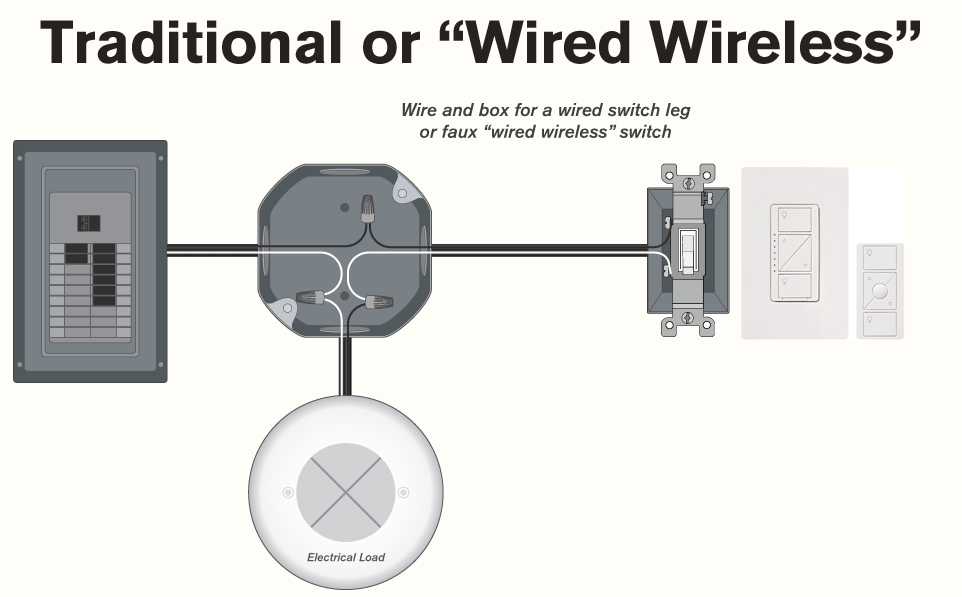 Traditional or “Wired Wireless”
Wire and box for a wired switch leg
or faux “wired wireless” switch
Electrical Load